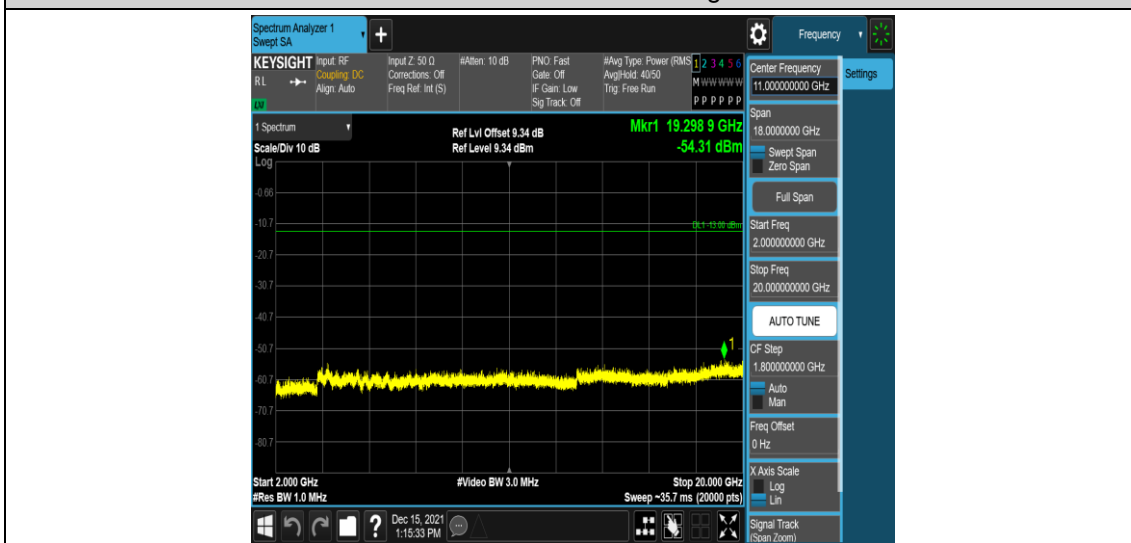 Spectrum Analyzer 1
Swept SA
+
Frequency
KEYSIGHT
RL
LXI
Input: RF
Coupling: DC
Align: Auto
Input Z: 50 Ω
Corrections: Off
Freq Ref: Int (S)
#Atten: 10 dB
PNO: Fast
Gate: Off
IF Gain: Low
Sig Track: Off
#Avg Type: Power (RMS
Avg|Hold: 40/50
Trig: Free Run
1 2 3 4 5 6
M W W W W W
P P P P P P
1 Spectrum
Scale/Div 10 dB
Log
Ref Lvl Offset 9.34 dB
Ref Level 9.34 dBm
Mkr1 19.298 9 GHz
-54.31 dBm
-0.66
-10.7
DL1 -13.00 dBm
-20.7
-30.7
-40.7
-50.7
1
-60.7
-70.7
-80.7
Start 2.000 GHz
#Res BW 1.0 MHz
#Video BW 3.0 MHz
Stop 20.000 GHz
Sweep ~35.7 ms (20000 pts)
?
Dec 15, 2021
1:15:33 PM
Center Frequency
11.000000000 GHz
Settings
Span
18.0000000 GHz
Swept Span
Zero Span
Full Span
Start Freq
2.000000000 GHz
Stop Freq
20.000000000 GHz
AUTO TUNE
CF Step
1.800000000 GHz
Auto
Man
Freq Offset
0 Hz
X Axis Scale
Log
Lin
Signal Track
(Span Zoom)